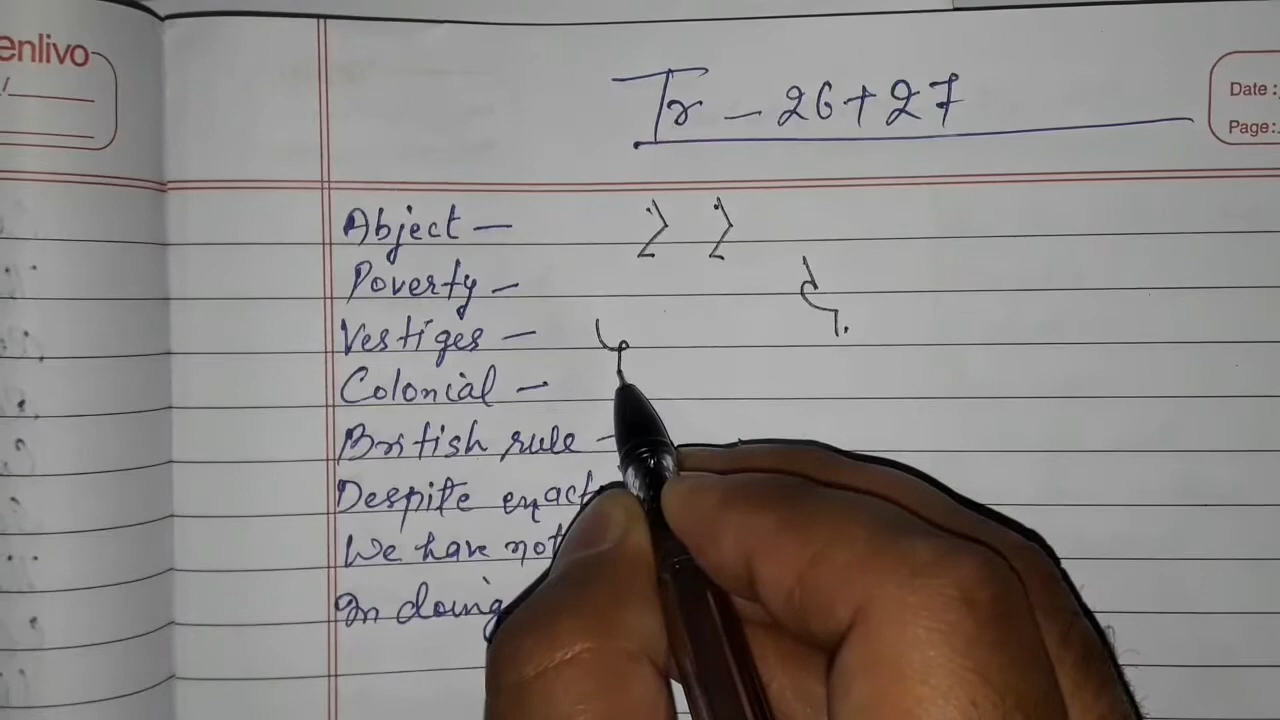 enlivo
Tr - 26+27
Date:
Page:
Abject -
Poverty -
Vestiges -
Colonial -
British rule -
Despite enact
We have not
In doing